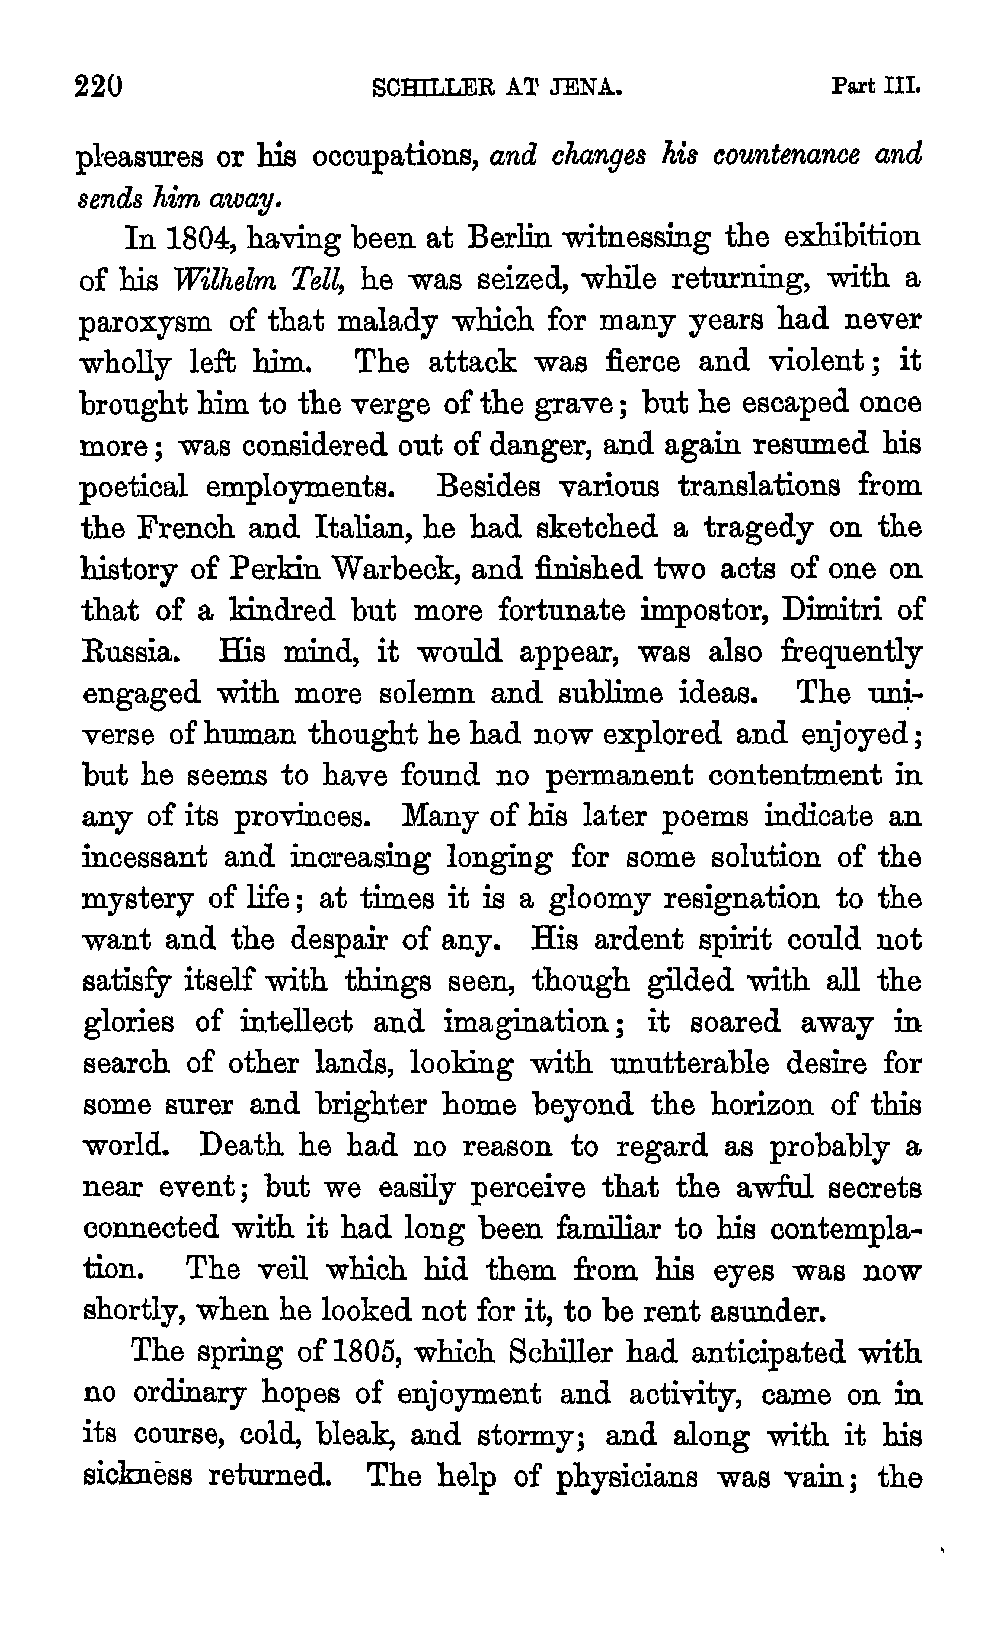 220 SCHILLER AT JENA. Part III.
pleasures or his occupations, and changes his countenance and
sends him away.
In 1804, having been at Berlin witnessing the exhibition
of his Wilhelm Tell, he was seized, while returning, with a
paroxysm of that malady which for many years had never
wholly left him. The attack was fierce and violent; it
brought him to the verge of the grave; but he escaped once
more; was considered out of danger, and again resumed his
poetical employments. Besides various translations from
the French and Italian, he had sketched a tragedy on the
history of Perkin Warbeck, and finished two acts of one on
that of a kindred but more fortunate impostor, Dimitri of
Russia. His mind, it would appear, was also frequently
engaged with more solemn and sublime ideas. The uni-
verse of human thought he had now explored and enjoyed;
but he seems to have found no permanent contentment in
any of its provinces. Many of his later poems indicate an
incessant and increasing longing for some solution of the
mystery of life; at times it is a gloomy resignation to the
want and the despair of any. His ardent spirit could not
satisfy itself with things seen, though gilded with all the
glories of intellect and imagination; it soared away in
search of other lands, looking with unutterable desire for
some surer and brighter home beyond the horizon of this
world. Death he had no reason to regard as probably a
near event; but we easily perceive that the awful secrets
connected with it had long been familiar to his contempla-
tion. The veil which hid them from his eyes was now
shortly, when he looked not for it, to be rent asunder.
The spring of 1805, which Schiller had anticipated with
no ordinary hopes of enjoyment and activity, came on in
its course, cold, bleak, and stormy; and along with it his
sickness returned. The help of physicians was vain; the